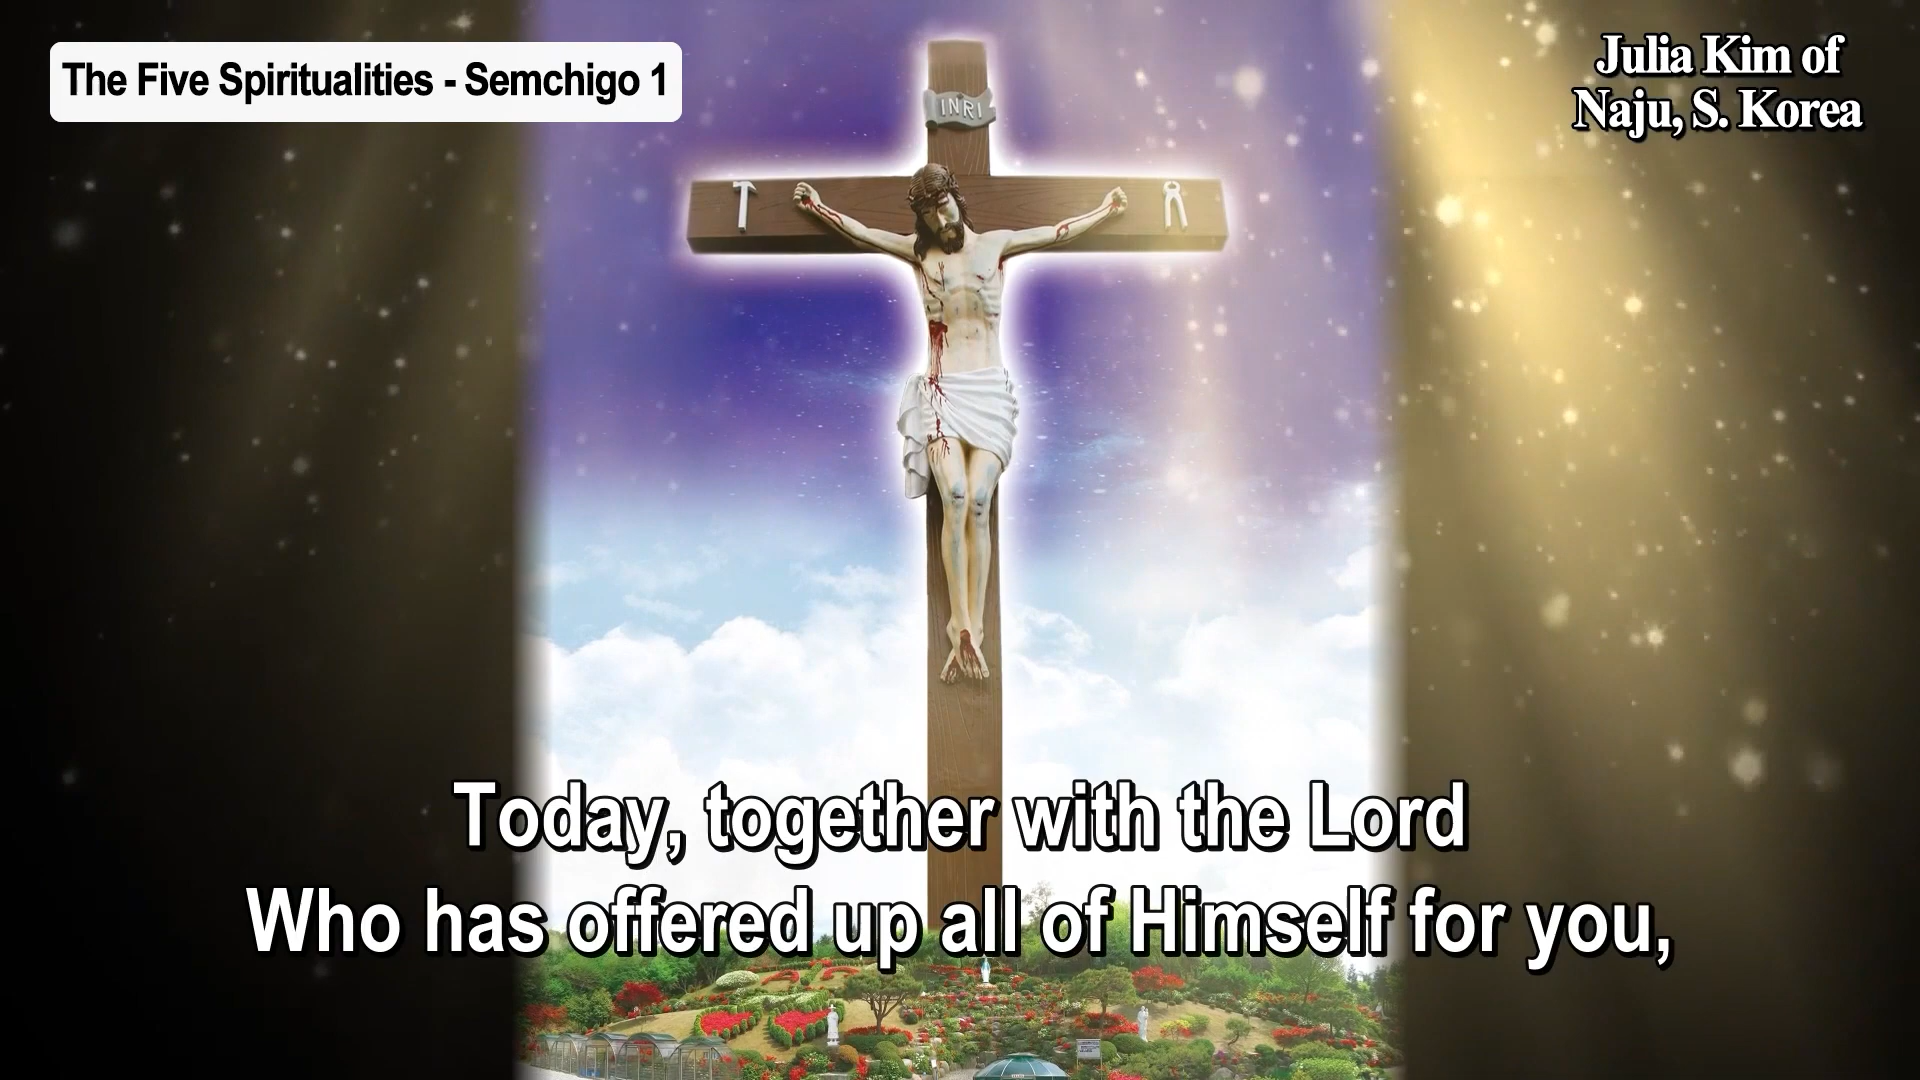 The Five Spiritualities - Semchigo 1
Julia Kim of
Naju, S. Korea
INRI
Today, together with the Lord
Who has offered up all of Himself for you,